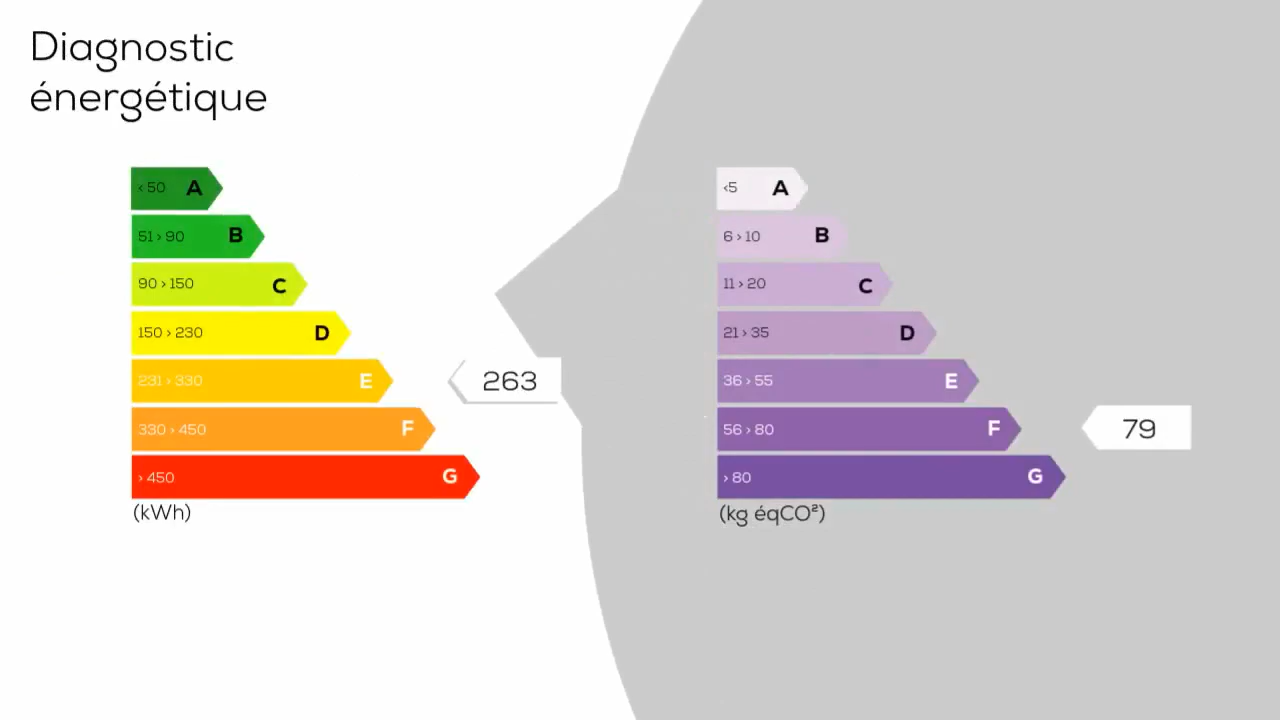 Diagnostic
énergétique
< 50 A
51 > 90 B
90 > 150 C
150 > 230 D
231 > 330 E
330 > 450 F
> 450 G
(kWh)
263
<5 A
6 > 10 B
11 > 20 C
21 > 35 D
36 > 55 E
56 > 80 F
> 80 G
(kg éqCO²)
79